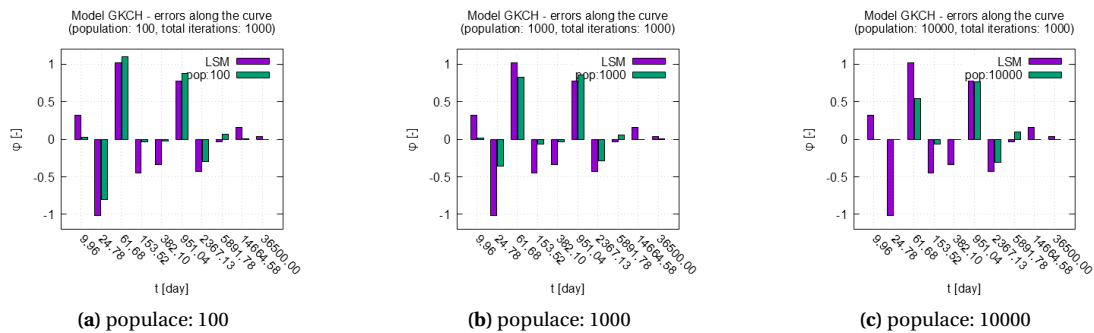 Model GKCH - errors along the curve
(population: 100, total iterations: 1000)
LSM
pop:100
1
0.5
0
-0.5
-1
φ [-]
9.96
24.78
61.68
153.52
382.10
951.04
2367.13
5891.78
14664.58
36500.00
t [day]
(a) populace: 100
Model GKCH - errors along the curve
(population: 1000, total iterations: 1000)
LSM
pop:1000
1
0.5
0
-0.5
-1
φ [-]
9.96
24.78
61.68
153.52
382.10
951.04
2367.13
5891.78
14664.58
36500.00
t [day]
(b) populace: 1000
Model GKCH - errors along the curve
(population: 10000, total iterations: 1000)
LSM
pop:10000
1
0.5
0
-0.5
-1
φ [-]
9.96
24.78
61.68
153.52
382.10
951.04
2367.13
5891.78
14664.58
36500.00
t [day]
(c) populace: 10000